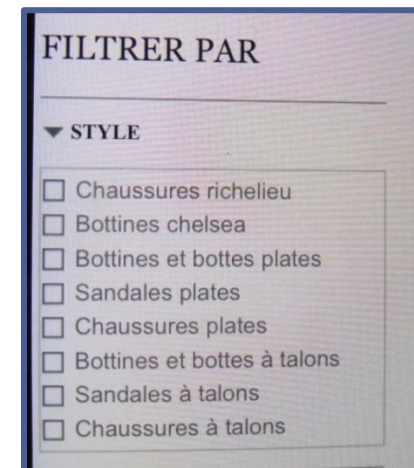 FILTRER PAR
STYLE
Chaussures richelieu
Bottines chelsea
Bottines et bottes plates
Sandales plates
Chaussures plates
Bottines et bottes à talons
Sandales à talons
Chaussures à talons